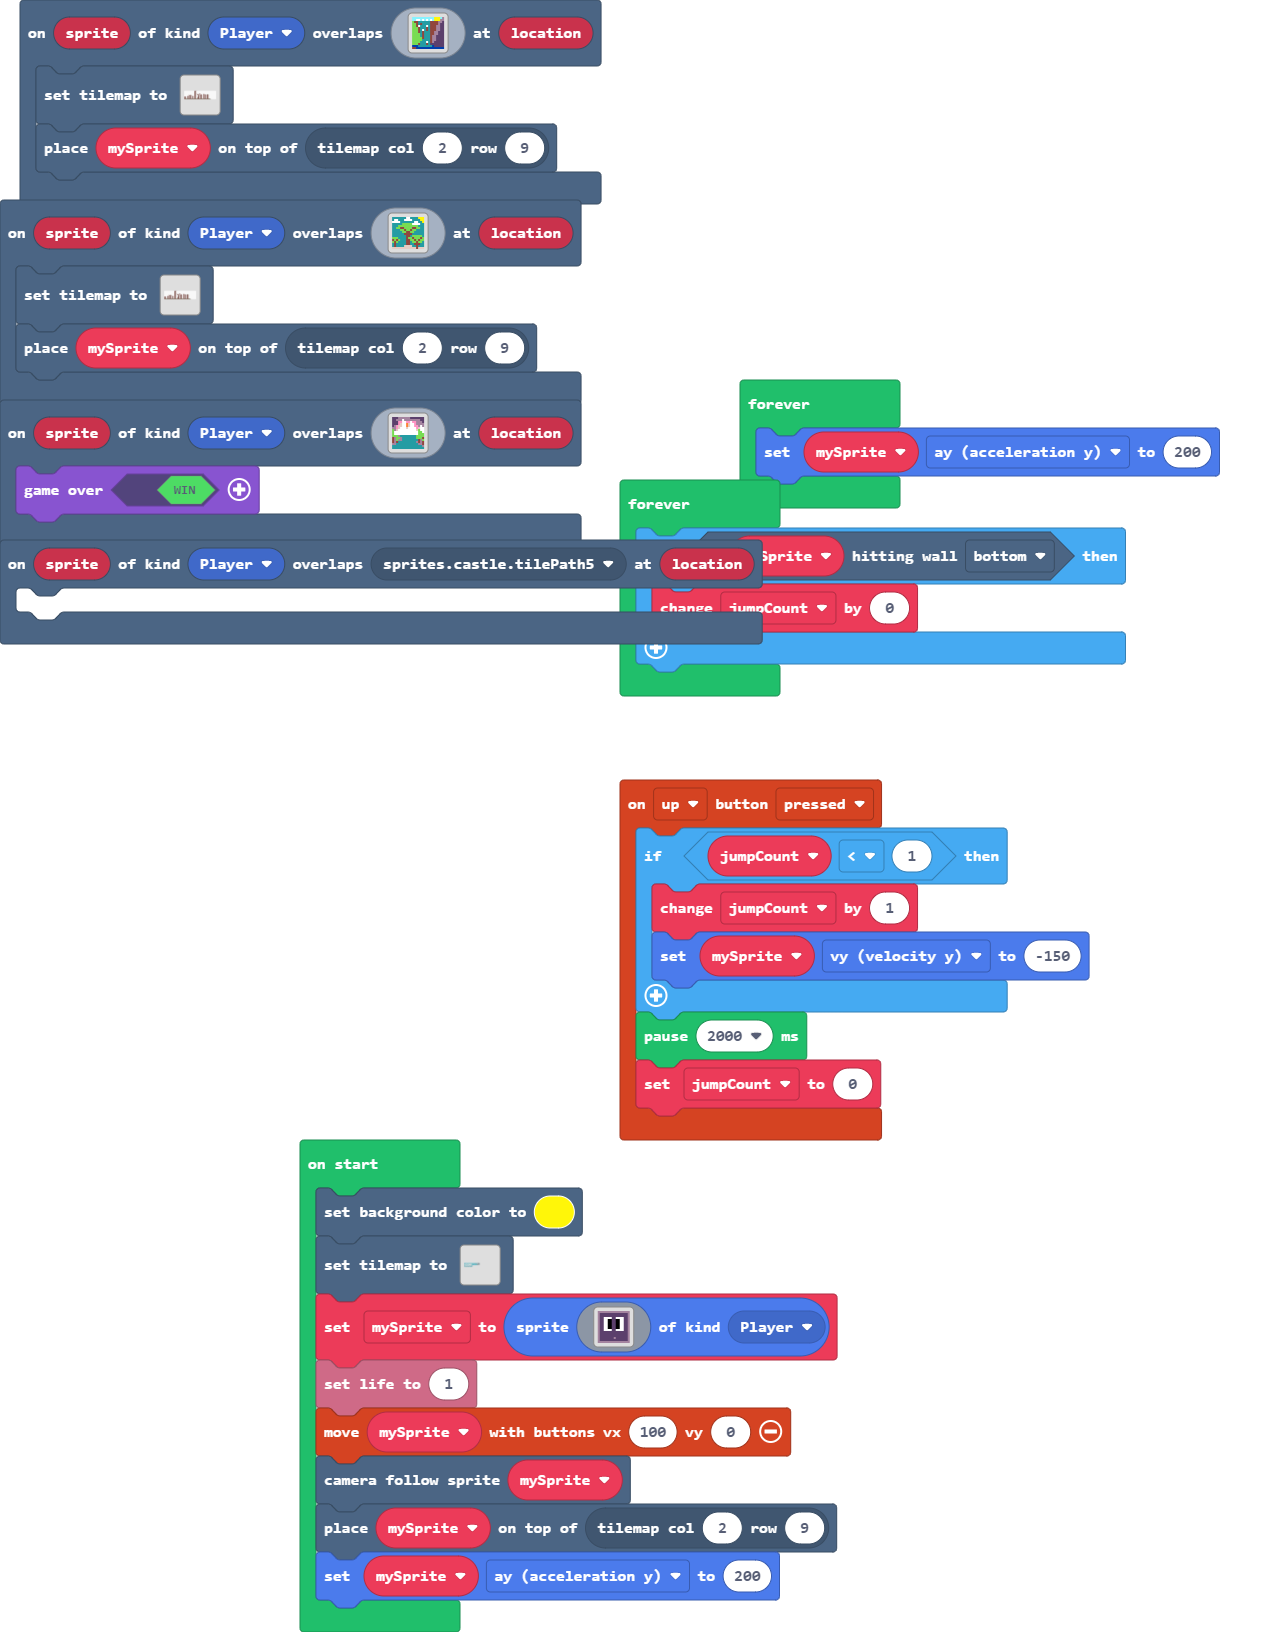 on sprite of kind Player overlaps at location
set tilemap to
place mySprite on top of tilemap col 2 row 9
on sprite of kind Player overlaps at location
set tilemap to
place mySprite on top of tilemap col 2 row 9
on sprite of kind Player overlaps at location
game over WIN
on sprite of kind Player overlaps sprites.castle.tilePath5 at location
forever
set mySprite ay (acceleration y) to 200
forever
Sprite hitting wall bottom then
change jumpCount by 0
on up button pressed
if jumpCount < 1 then
change jumpCount by 1
set mySprite vy (velocity y) to -150
pause 2000 ms
set jumpCount to 0
on start
set background color to
set tilemap to
set mySprite to sprite of kind Player
set life to 1
move mySprite with buttons vx 100 vy 0
camera follow sprite mySprite
place mySprite on top of tilemap col 2 row 9
set mySprite ay (acceleration y) to 200